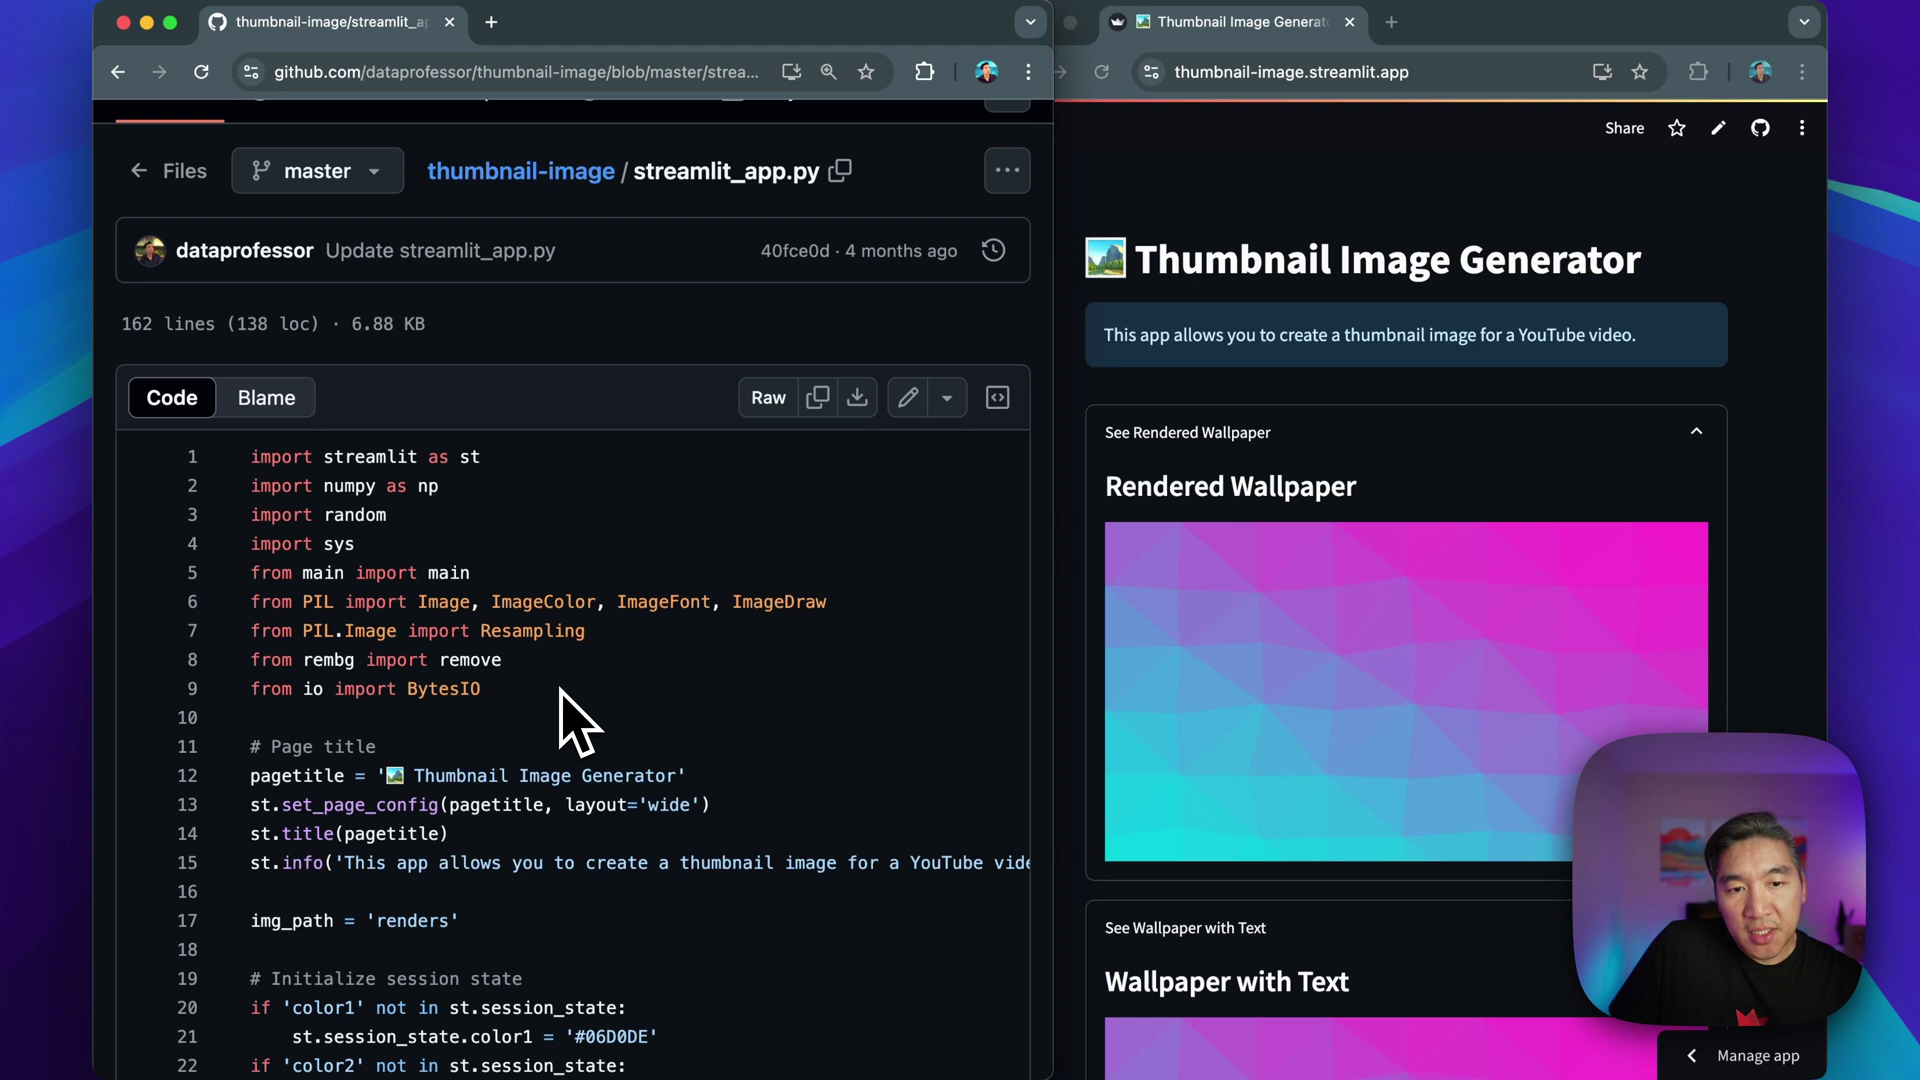 thumbnail-image/streamlit_ap
github.com/dataprofessor/thumbnail-image/blob/master/strea...
Files
master
thumbnail-image / streamlit_app.py
dataprofessor Update streamlit_app.py
40fce0d · 4 months ago
162 lines (138 loc) · 6.88 KB
Code
Blame
Raw
1 import streamlit as st
2 import numpy as np
3 import random
4 import sys
5 from main import main
6 from PIL import Image, ImageColor, ImageFont, ImageDraw
7 from PIL.Image import Resampling
8 from rembg import remove
9 from io import BytesIO
10
11 # Page title
12 pagetitle = '🏞️ Thumbnail Image Generator'
13 st.set_page_config(pagetitle, layout='wide')
14 st.title(pagetitle)
15 st.info('This app allows you to create a thumbnail image for a YouTube vide
16
17 img_path = 'renders'
18
19 # Initialize session state
20 if 'color1' not in st.session_state:
21 st.session_state.color1 = '#06D0DE'
22 if 'color2' not in st.session_state:
Thumbnail Image Generat
thumbnail-image.streamlit.app
Share
🏞️ Thumbnail Image Generator
This app allows you to create a thumbnail image for a YouTube video.
See Rendered Wallpaper
Rendered Wallpaper
See Wallpaper with Text
Wallpaper with Text
Manage app